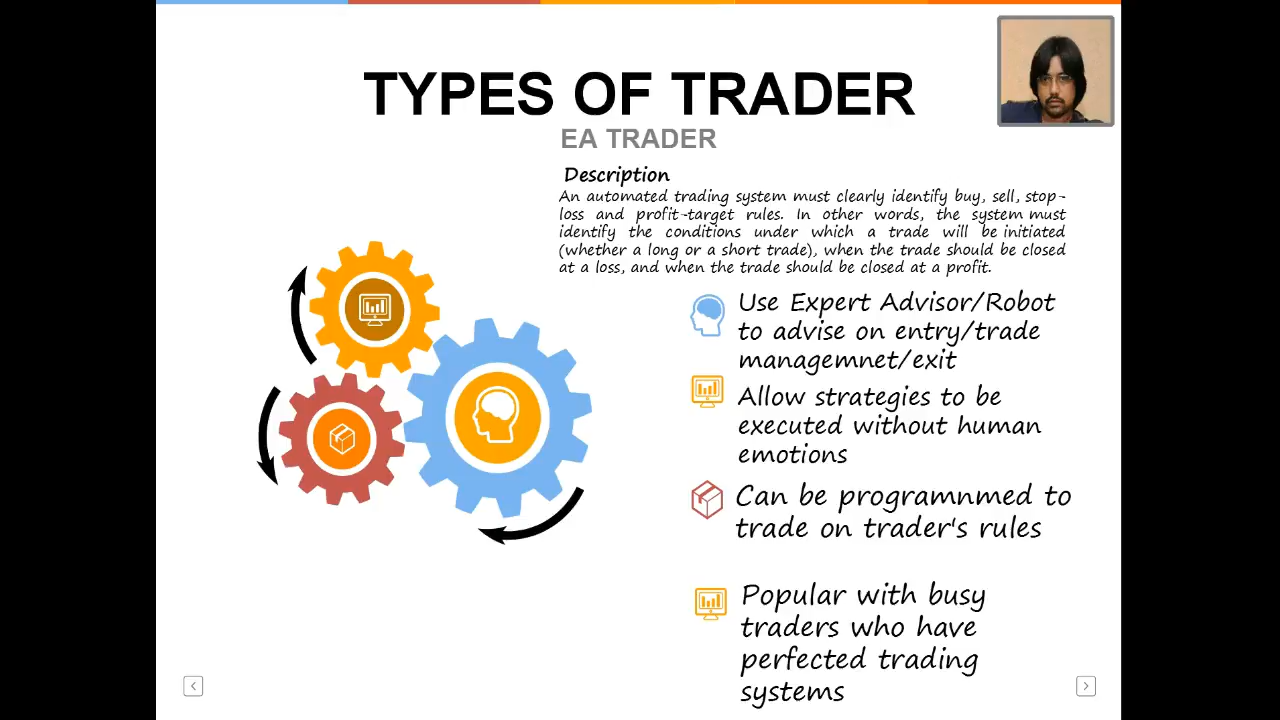 TYPES OF TRADER
EA TRADER
Description
An automated trading system must clearly identify buy, sell, stop-
loss and profit-target rules. In other words, the system must
identify the conditions under which a trade will be initiated
(whether a long or a short trade), when the trade should be closed
at a loss, and when the trade should be closed at a profit.
Use Expert Advisor/Robot
to advise on entry/trade
managemnet/exit
Allow strategies to be
executed without human
emotions
Can be programnmed to
trade on trader's rules
Popular with busy
traders who have
perfected trading
systems